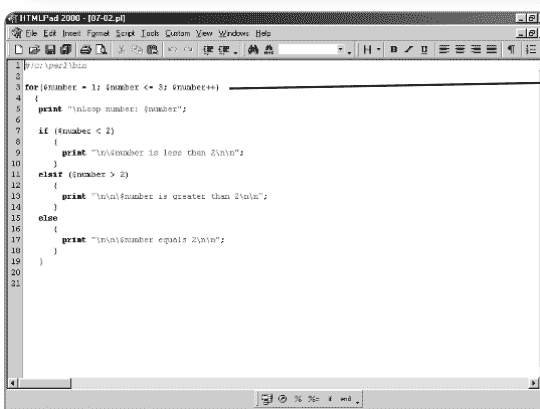 HTMLPad 2000 - [07-02.pl]
File Edit Insert Format Script Tools Custom View Windows Help
H B U ¶
1 #!c:\perl\bin
2
3 for($number = 1; $number <= 3; $number++)
4 {
5 print "\nLoop number: $number";
6
7 if ($number < 2)
8 {
9 print "\n\$number is less than 2\n\n";
10 }
11 elsif ($number > 2)
12 {
13 print "\n\n\$number is greater than 2\n\n";
14 }
15 else
16 {
17 print "\n\n\$number equals 2\n\n";
18 }
19 }
20
21
% %= # end